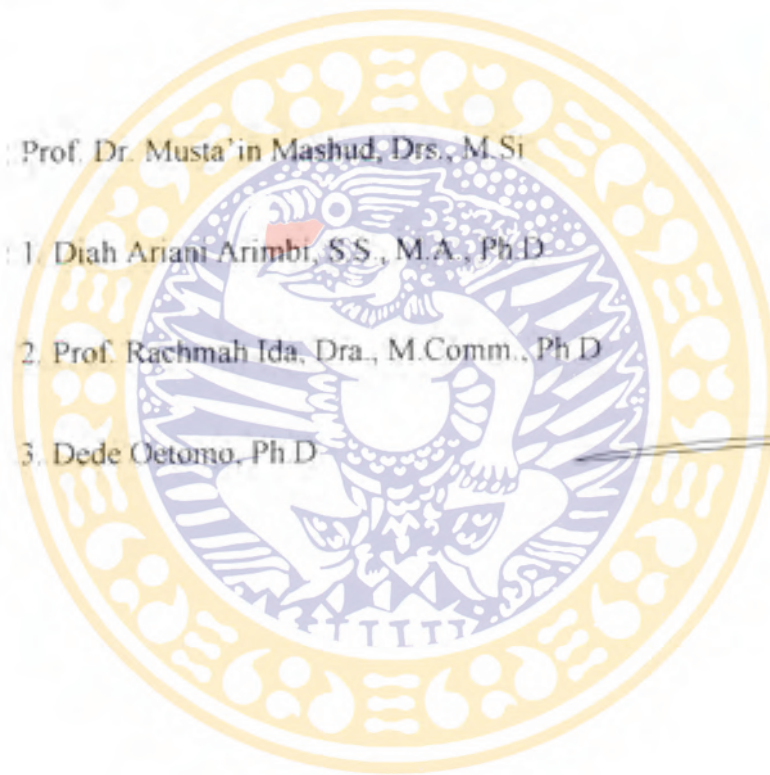 : Prof. Dr. Musta'in Mashud, Drs., M.Si
: 1. Diah Ariani Arimbi, S.S., M.A., Ph.D
2. Prof. Rachmah Ida, Dra., M.Comm., Ph D
3. Dede Oetomo, Ph.D